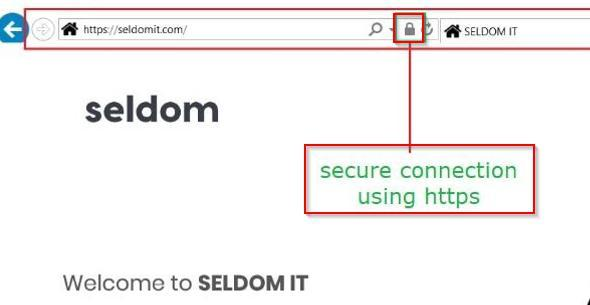 https://seldomit.com/ SELDOM IT
seldom
secure connection
using https
Welcome to SELDOM IT